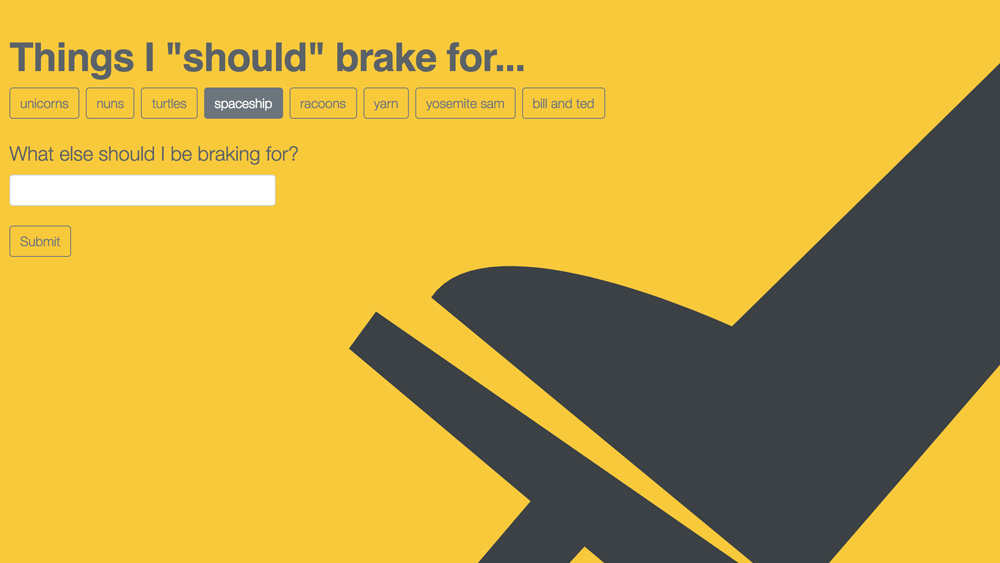 Things I "should" brake for...
unicorns nuns turtles spaceship racoons yarn yosemite sam bill and ted
What else should I be braking for?
Submit